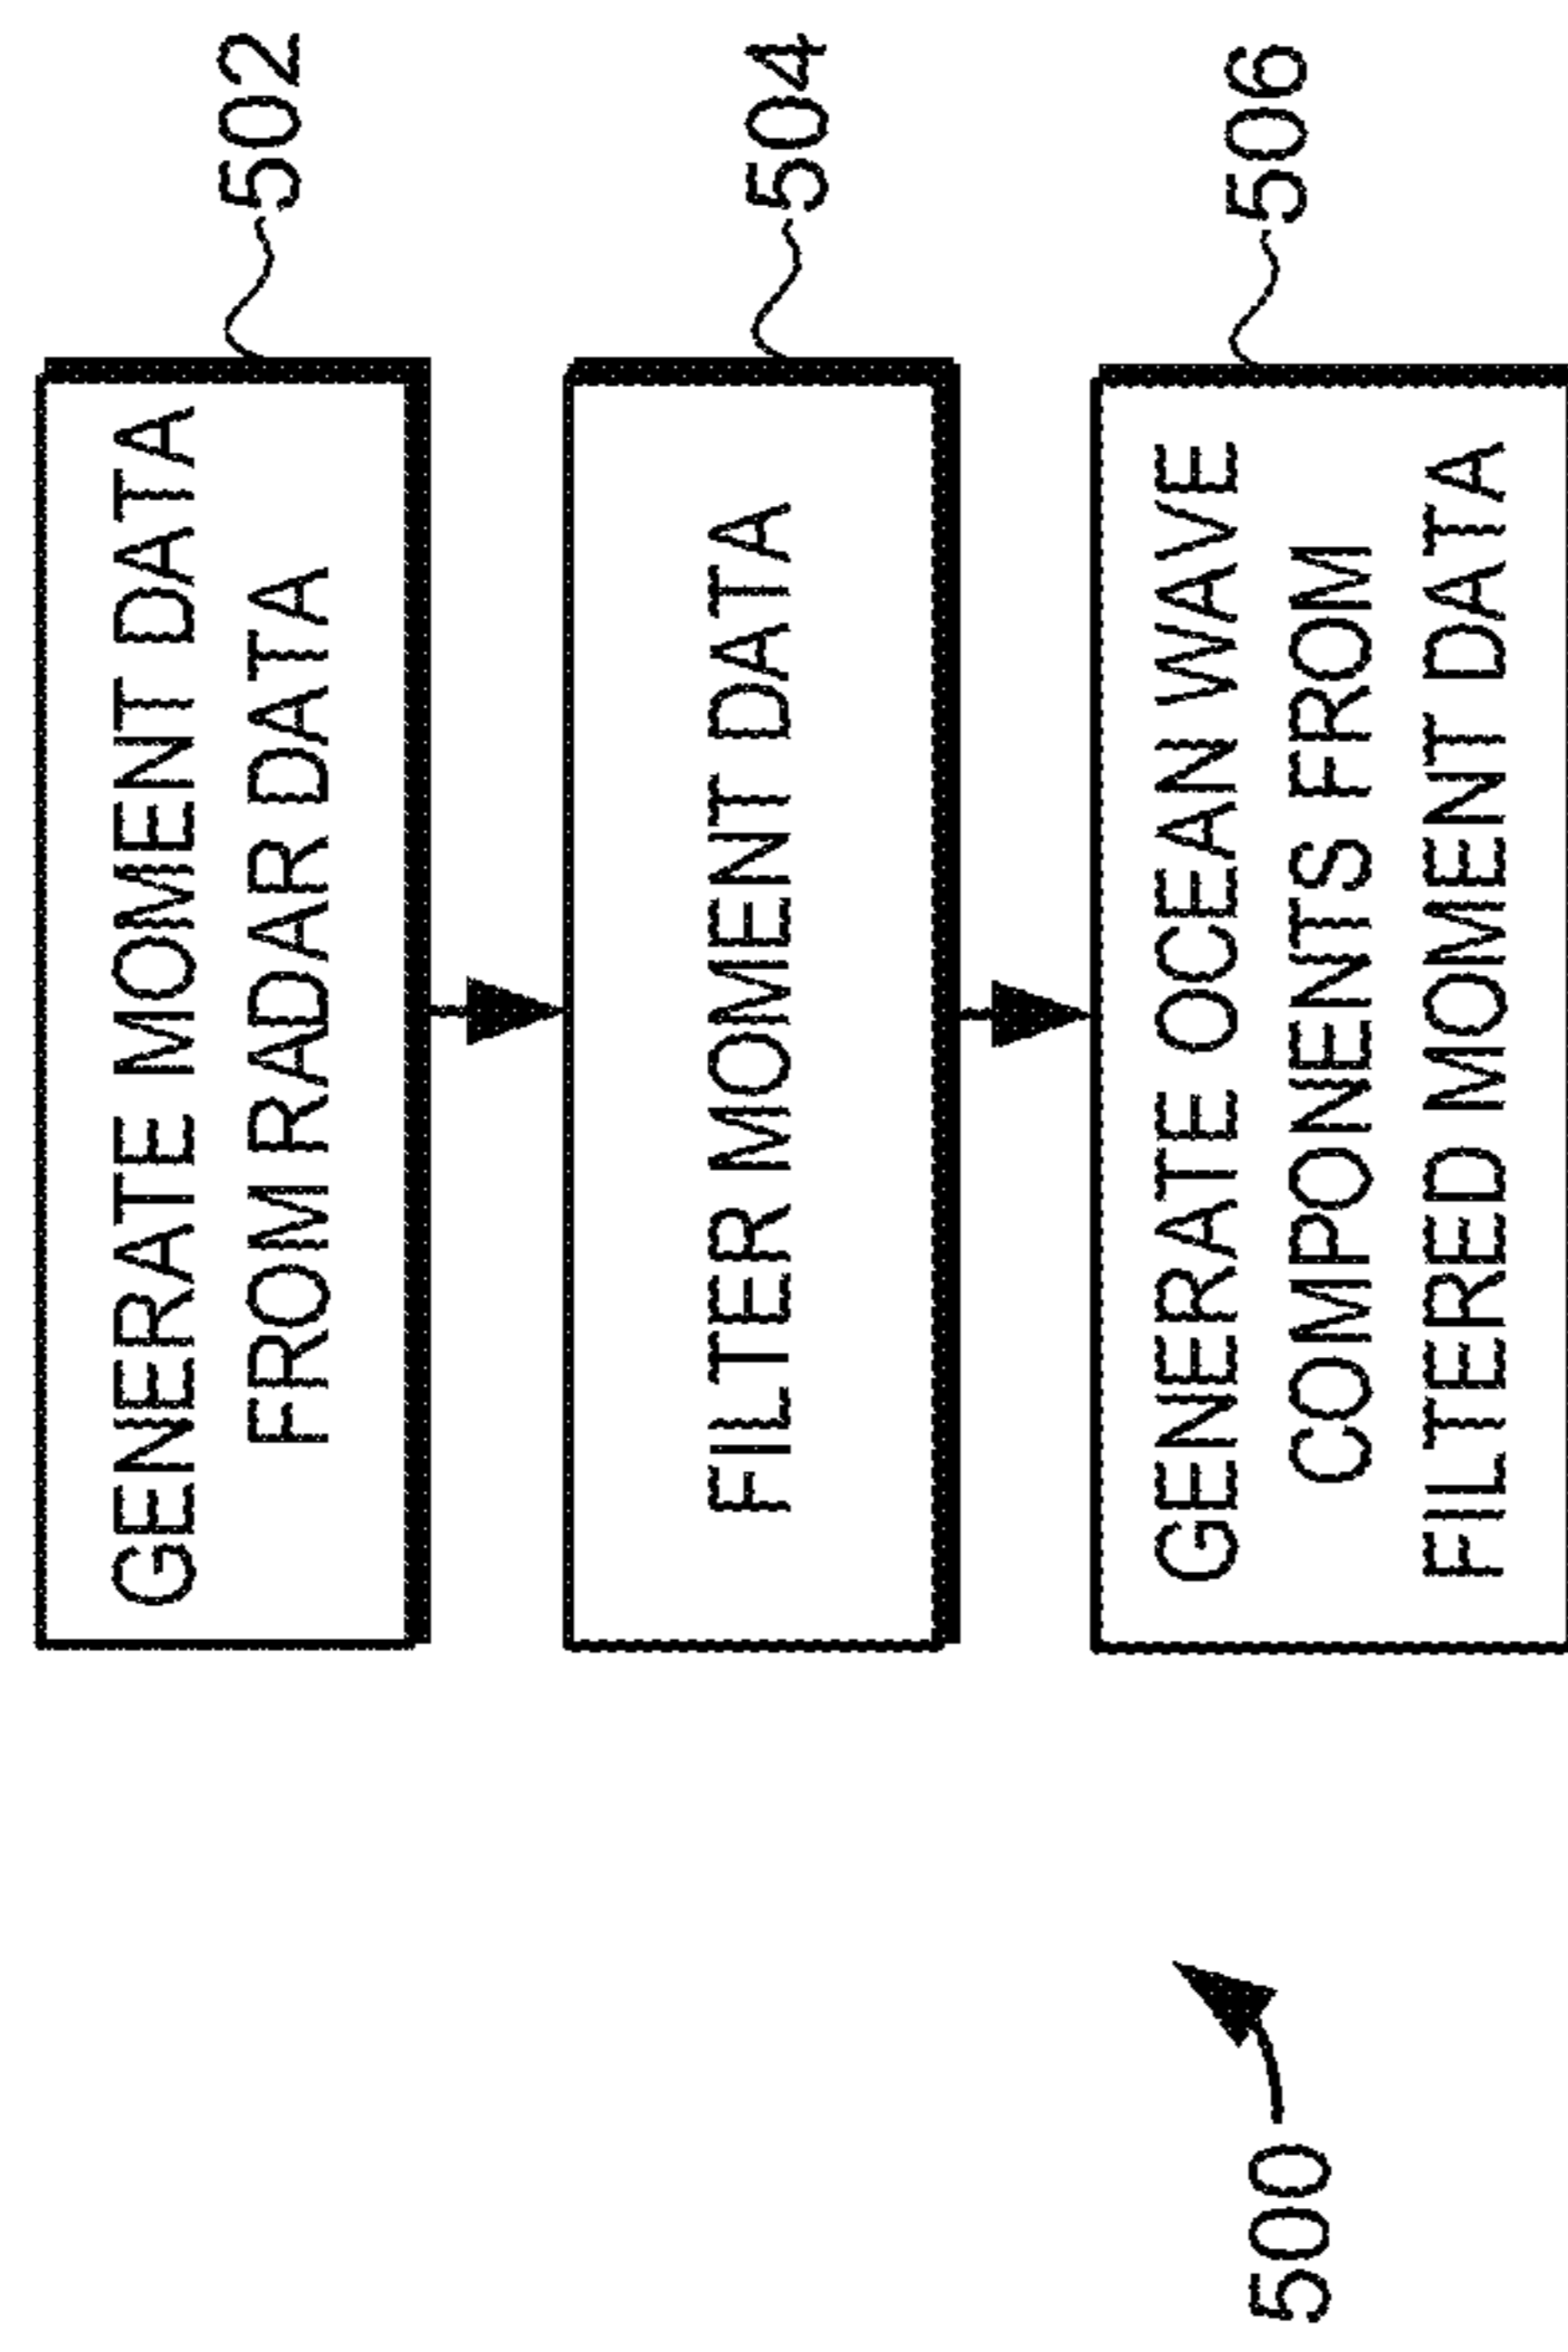 GENERATE MOMENT DATA
FROM RADAR DATA
502
FILTER MOMENT DATA
504
GENERATE OCEAN WAVE
COMPONENTS FROM
FILTERED MOMENT DATA
506
500